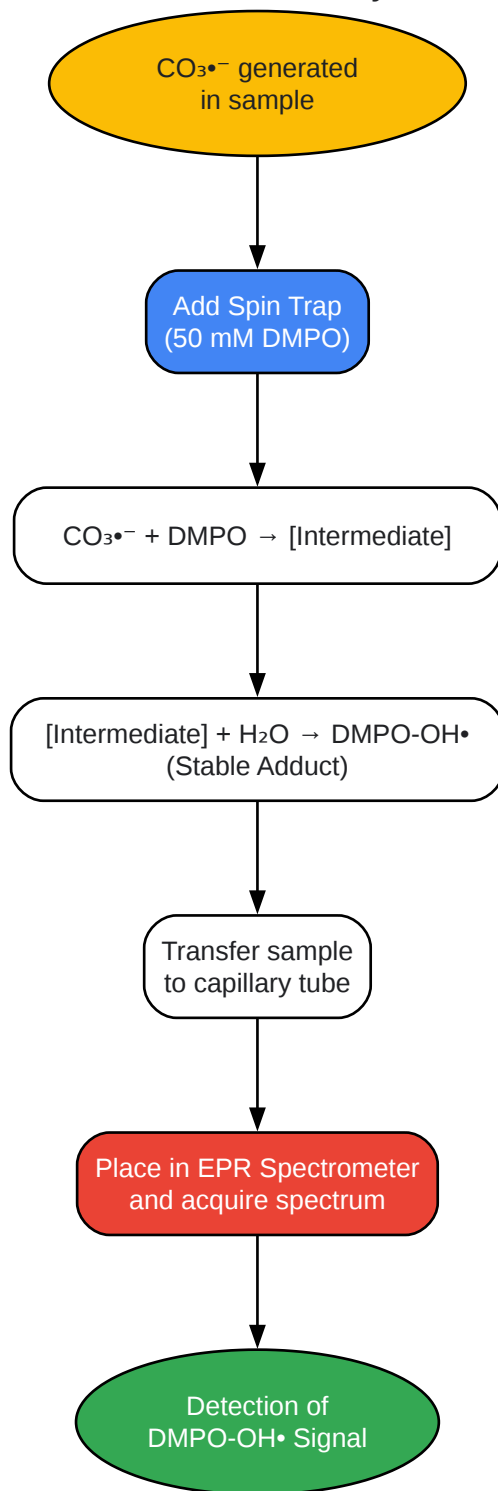 CO₃•⁻ generated
in sample
Add Spin Trap
(50 mM DMPO)
CO₃•⁻ + DMPO → [Intermediate]
[Intermediate] + H₂O → DMPO-OH•
(Stable Adduct)
Transfer sample
to capillary tube
Place in EPR Spectrometer
and acquire spectrum
Detection of
DMPO-OH• Signal